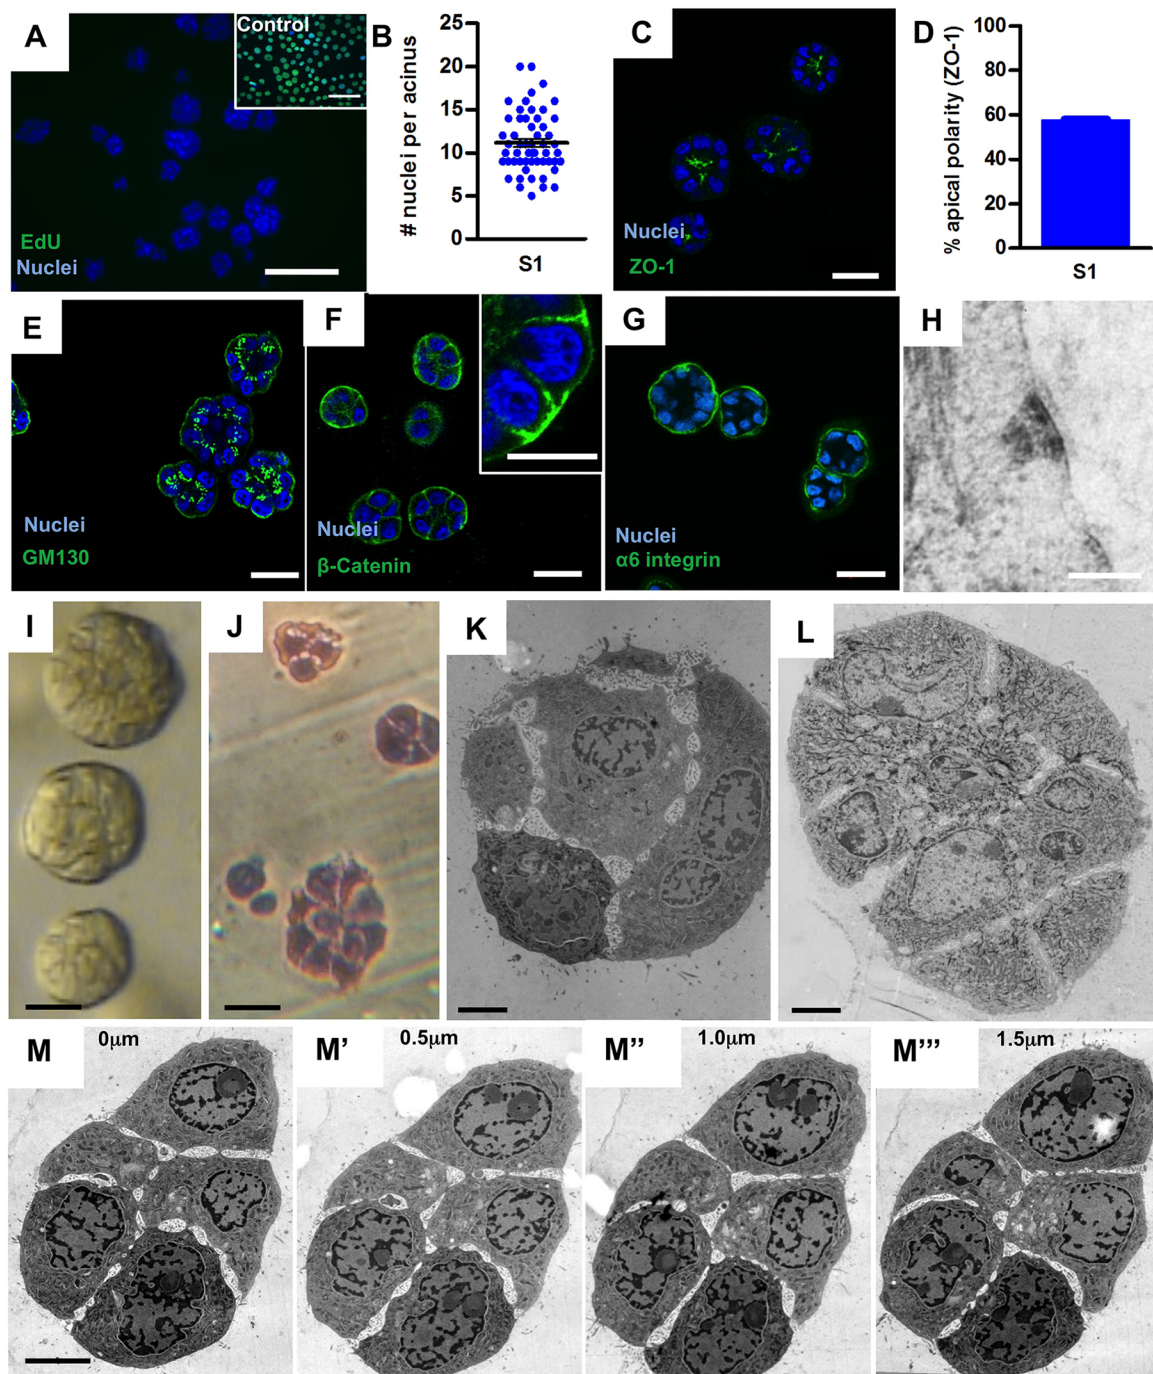 A
Control
EdU
Nuclei
B
# nuclei per acinus
25
20
15
10
5
0
S1
C
Nuclei
ZO-1
D
% apical polarity (ZO-1)
100
80
60
40
20
0
S1
E
Nuclei
GM130
F
Nuclei
β-Catenin
G
Nuclei
α6 integrin
H
I
J
K
L
M
0μm
M'
0.5μm
M''
1.0μm
M'''
1.5μm